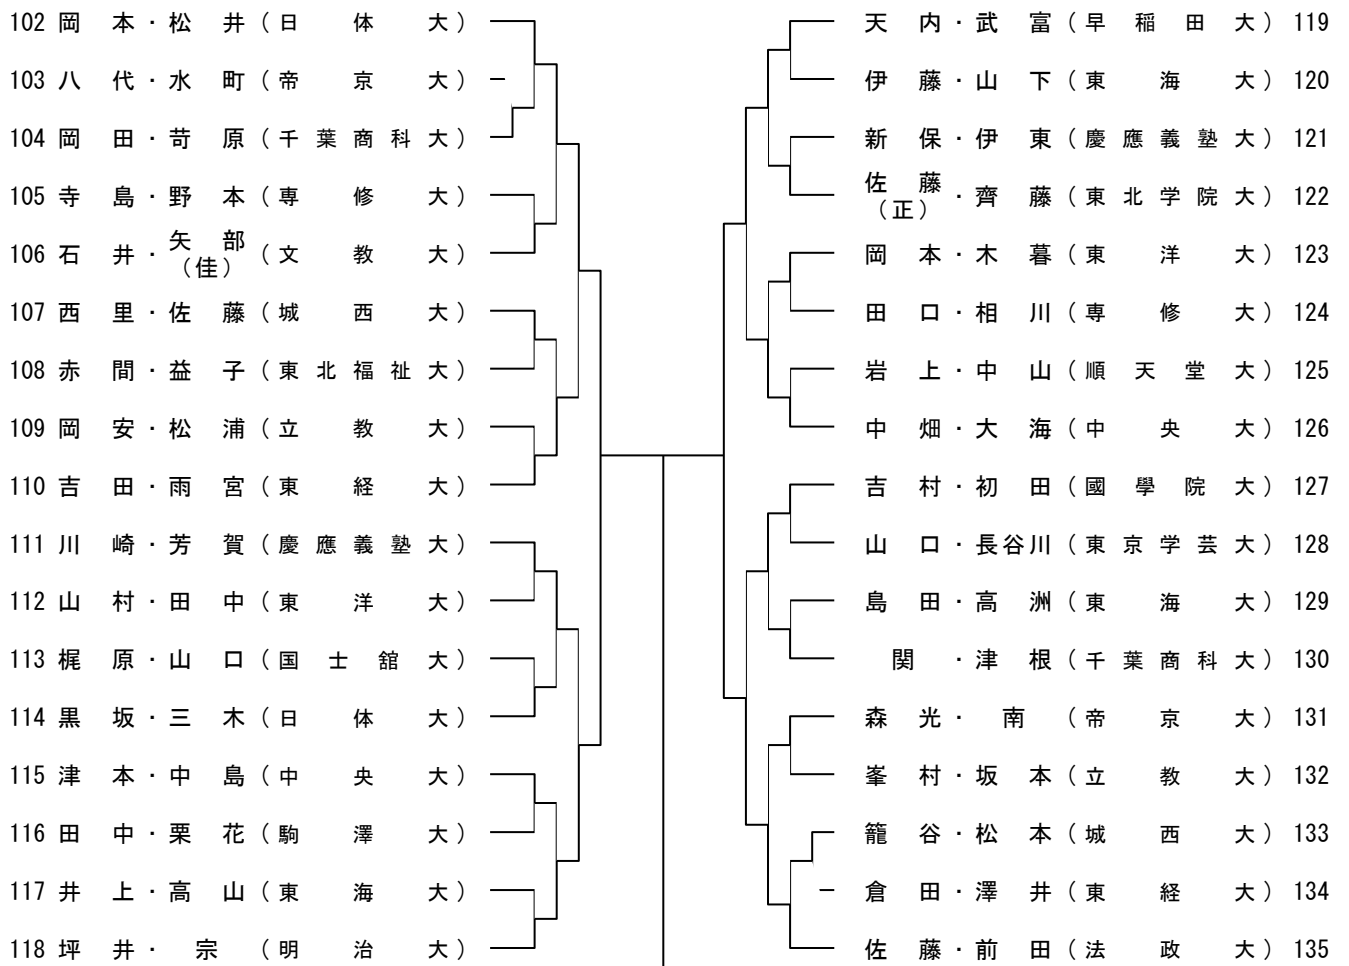 102 岡本・松井（日体大）
103 八代・水町（帝京大）
104 岡田・苛原（千葉商科大）
105 寺島・野本（専修大）
106 石井・矢部（佳）（文教大）
107 西里・佐藤（城西大）
108 赤間・益子（東北福祉大）
109 岡安・松浦（立教大）
110 吉田・雨宮（東経大）
111 川崎・芳賀（慶應義塾大）
112 山村・田中（東洋大）
113 梶原・山口（国士舘大）
114 黒坂・三木（日体大）
115 津本・中島（中央大）
116 田中・栗花（駒澤大）
117 井上・高山（東海大）
118 坪井・宗（明治大）
天内・武富（早稲田大）119
伊藤・山下（東海大）120
新保・伊東（慶應義塾大）121
佐藤（正）・齊藤（東北学院大）122
岡本・木暮（東洋大）123
田口・相川（専修大）124
岩上・中山（順天堂大）125
中畑・大海（中央大）126
吉村・初田（國學院大）127
山口・長谷川（東京学芸大）128
島田・高洲（東海大）129
関・津根（千葉商科大）130
森光・南（帝京大）131
峯村・坂本（立教大）132
籠谷・松本（城西大）133
倉田・澤井（東経大）134
佐藤・前田（法政大）135